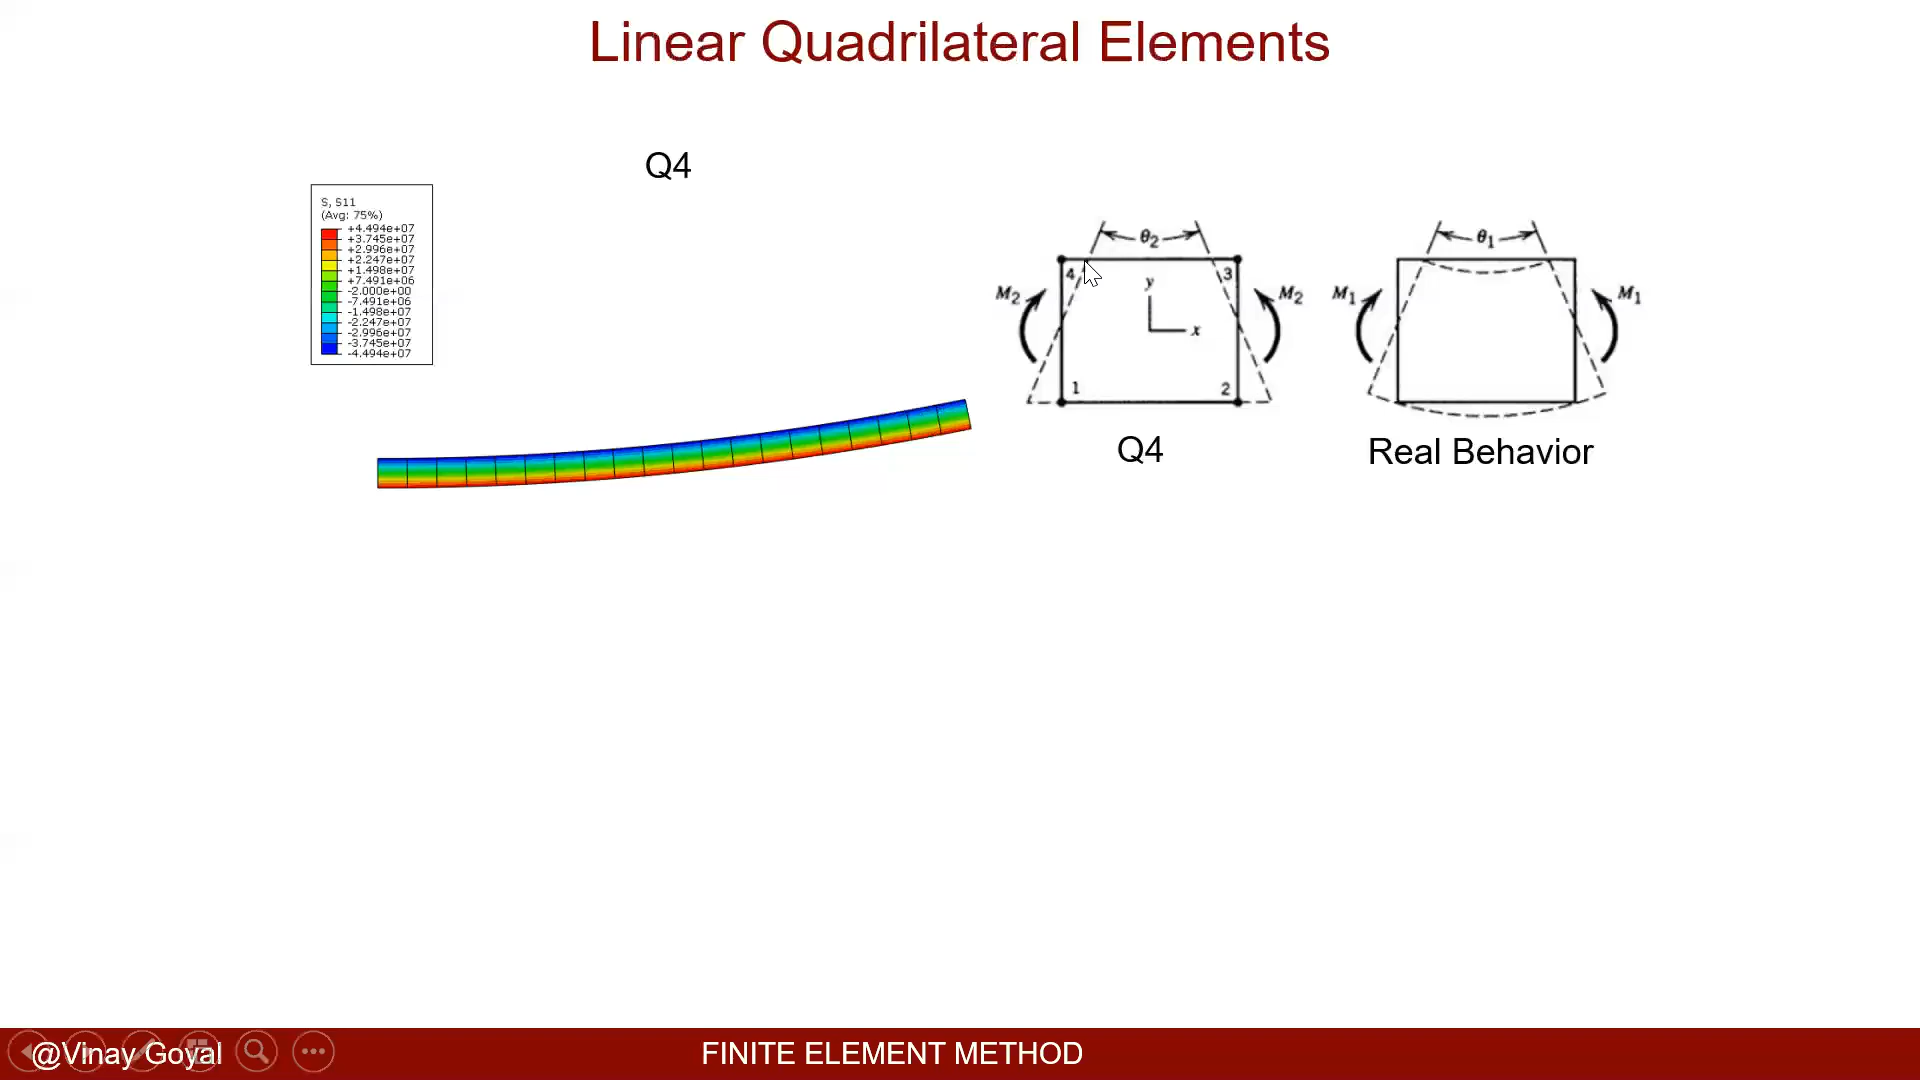 Linear Quadrilateral Elements
Q4
S, S11
(Avg: 75%)
+4.494e+07
+3.745e+07
+2.996e+07
+2.247e+07
+1.498e+07
+7.491e+06
-2.000e+00
-7.491e+06
-1.498e+07
-2.247e+07
-2.996e+07
-3.745e+07
-4.494e+07
θ2
4
3
y
x
M2
M2
1
2
Q4
θ1
M1
M1
Real Behavior
@Vinay Goyal
FINITE ELEMENT METHOD